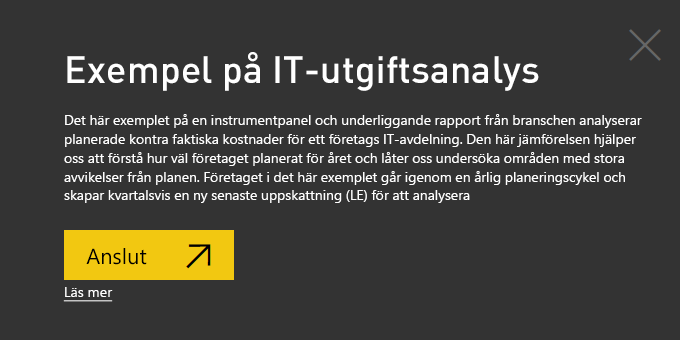 Exempel på IT-utgiftsanalys
Det här exemplet på en instrumentpanel och underliggande rapport från branschen analyserar
planerade kontra faktiska kostnader för ett företags IT-avdelning. Den här jämförelsen hjälper
oss att förstå hur väl företaget planerat för året och låter oss undersöka områden med stora
avvikelser från planen. Företaget i det här exemplet går igenom en årlig planeringscykel och
skapar kvartalsvis en ny senaste uppskattning (LE) för att analysera
Anslut
Läs mer